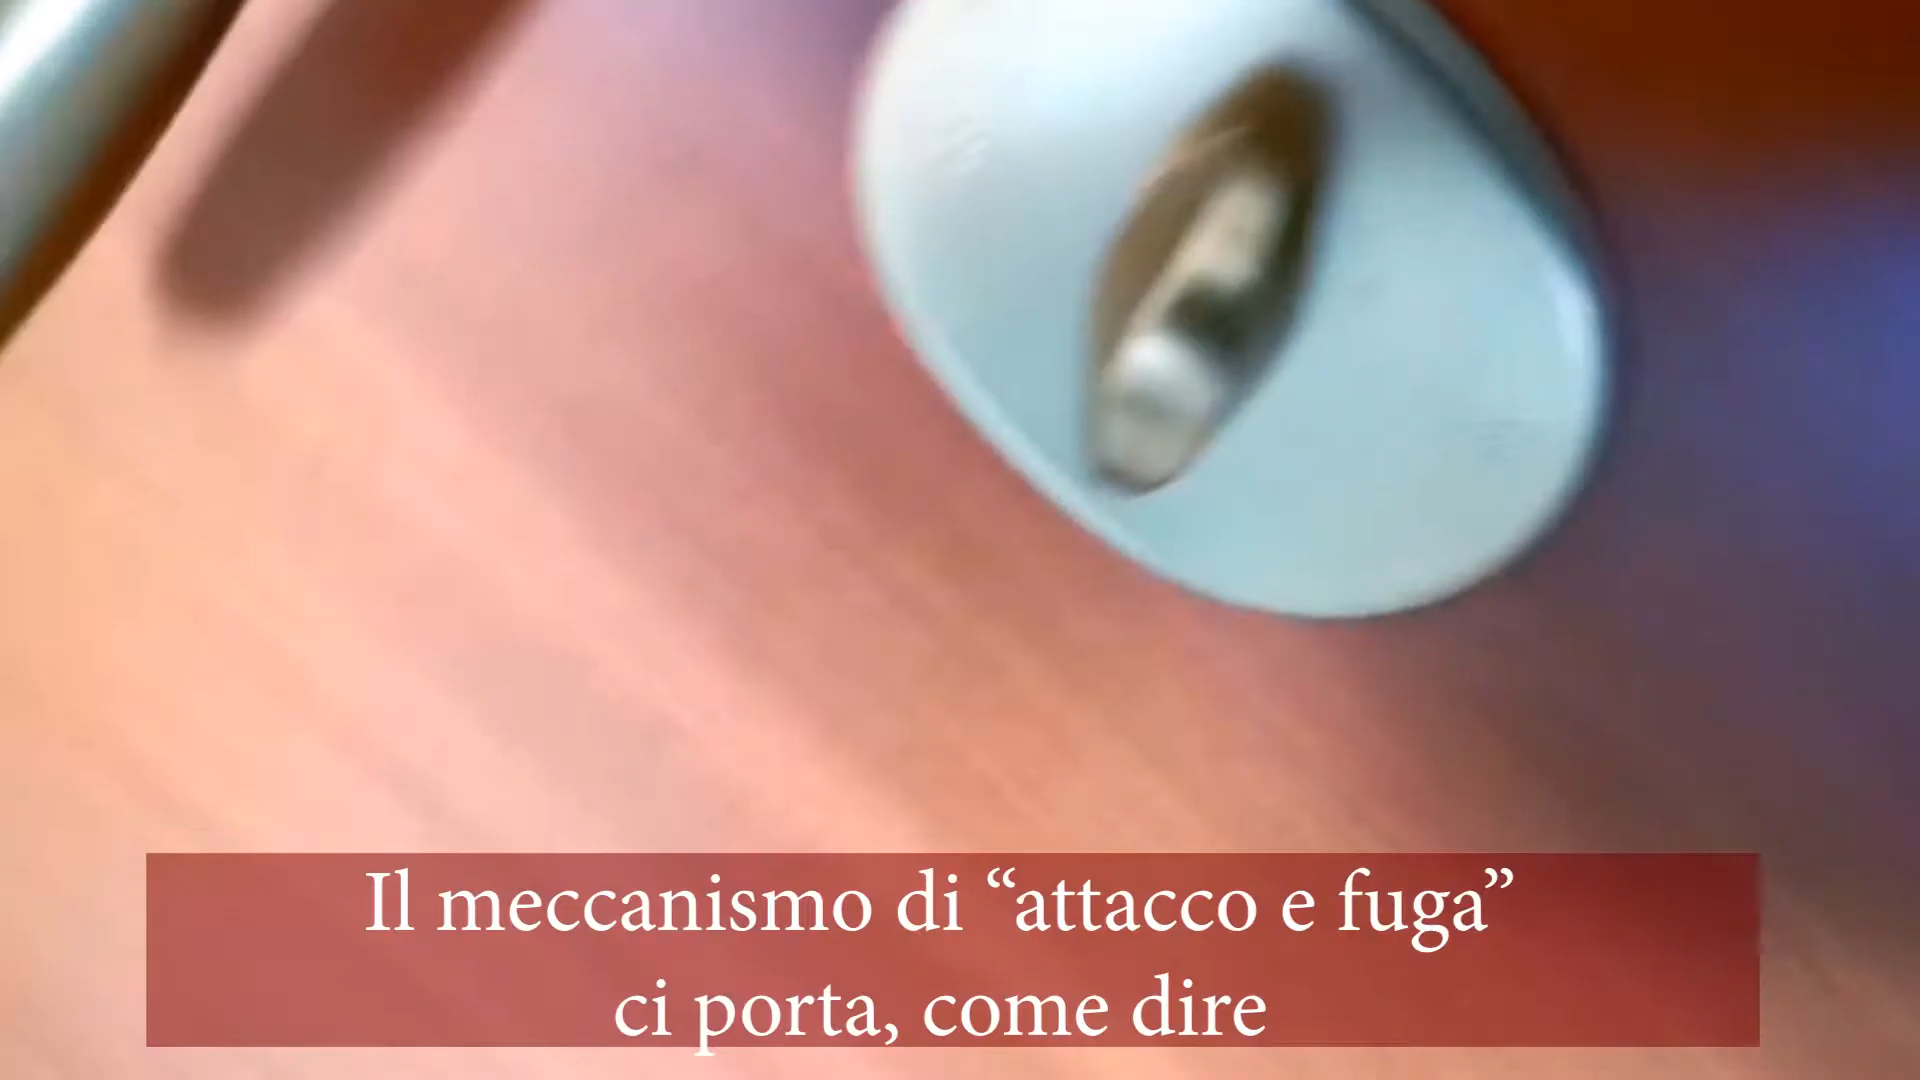 Il meccanismo di “attacco e fuga”
ci porta, come dire